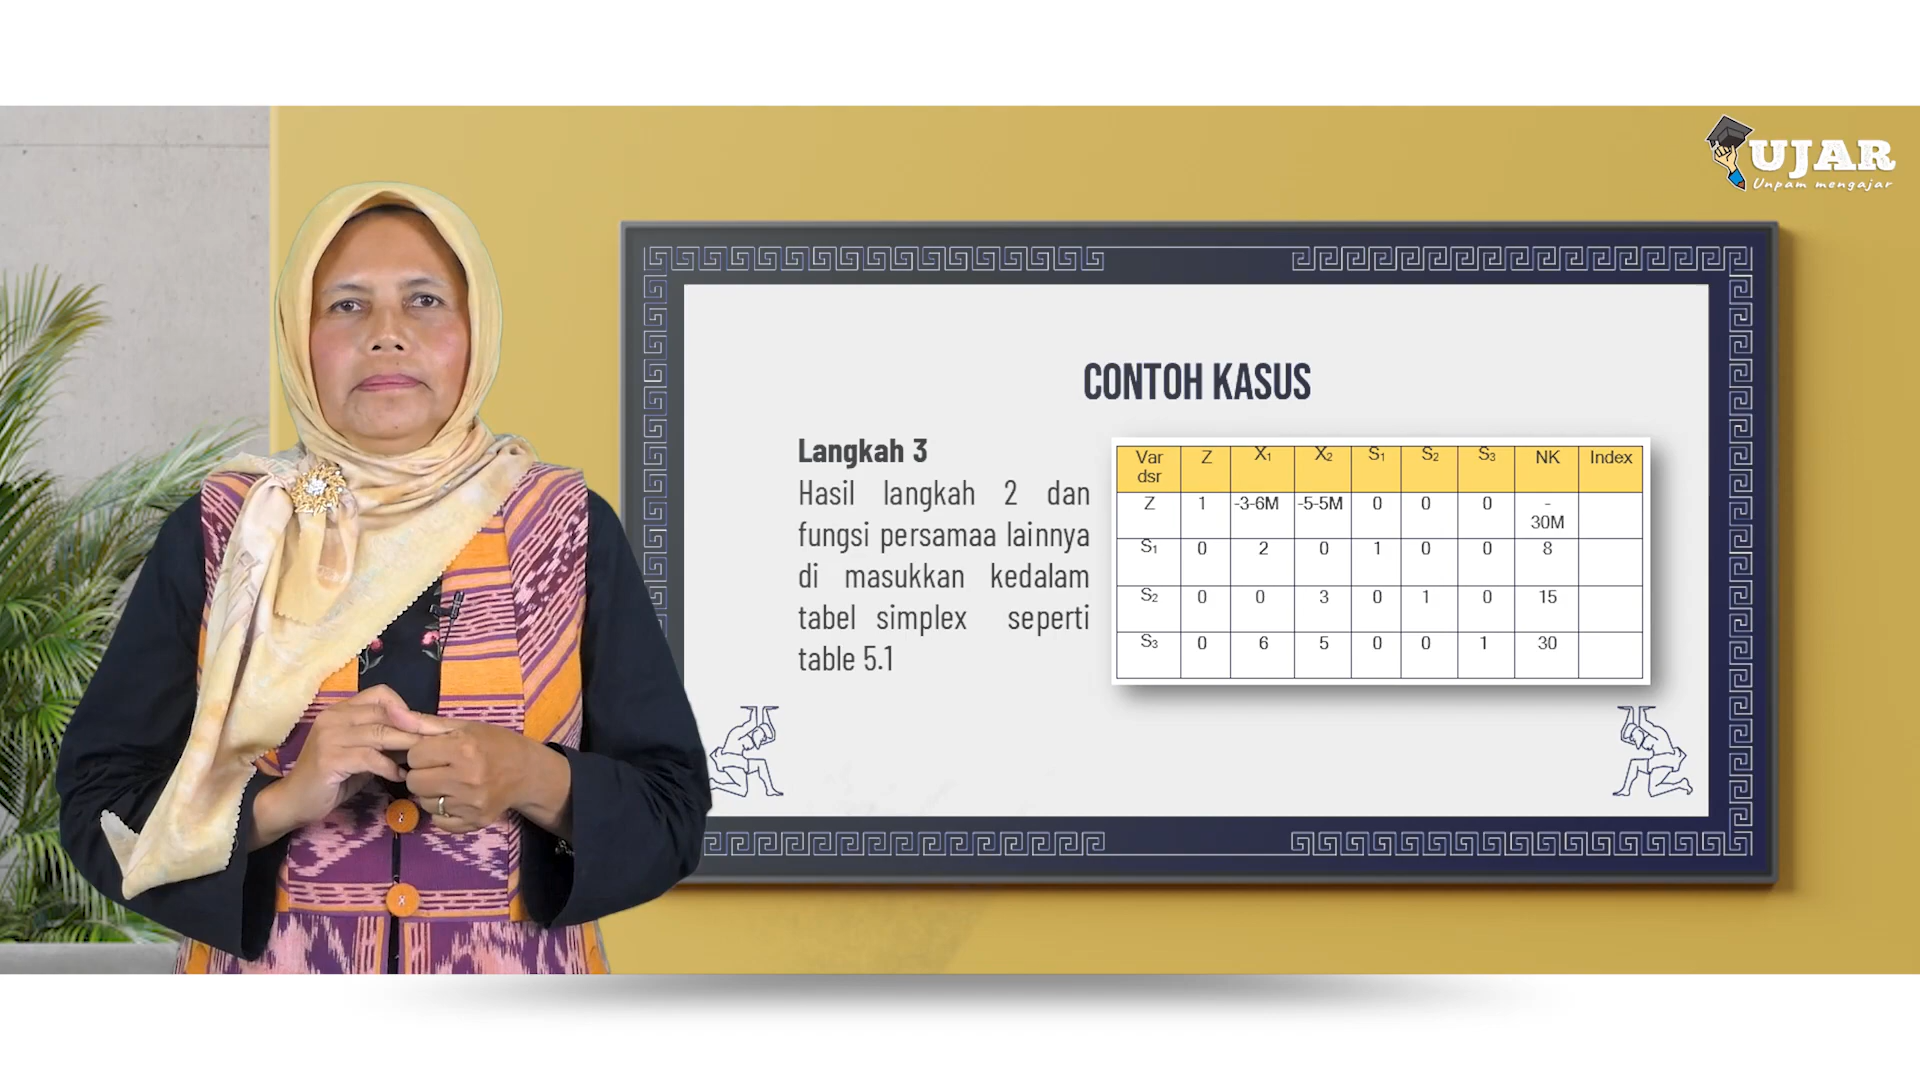 UJAR
Unpam mengajar
CONTOH KASUS
Langkah 3
Hasil langkah 2 dan
fungsi persamaa lainnya
di masukkan kedalam
tabel simplex seperti
table 5.1
Var dsr Z X₁ X₂ S₁ S₂ S₃ NK Index
Z 1 -3-6M -5-5M 0 0 0 -30M
S₁ 0 2 0 1 0 0 8
S₂ 0 0 3 0 1 0 15
S₃ 0 6 5 0 0 1 30